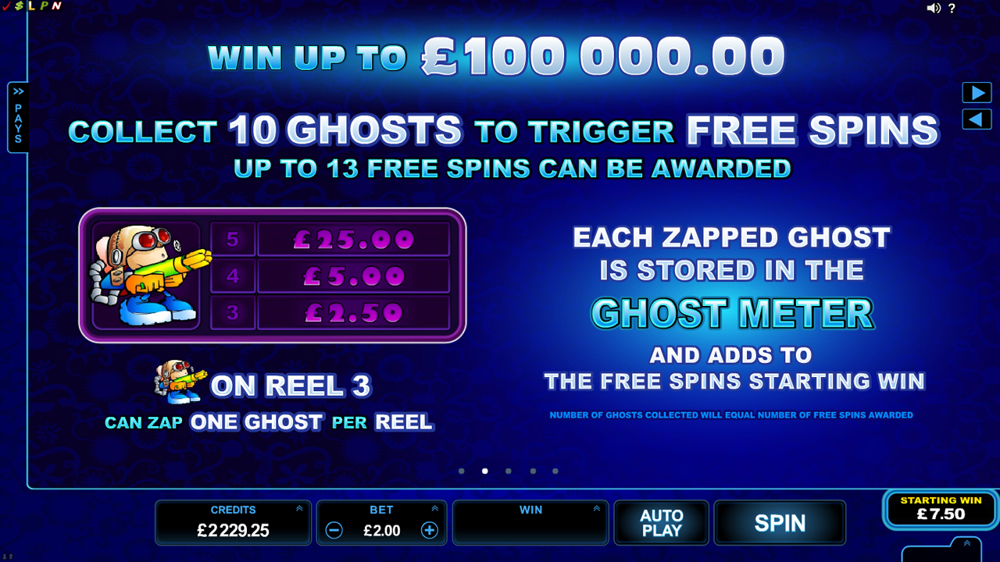 ✓ $ L P N
?
WIN UP TO £100 000.00
>>
PAYS
COLLECT 10 GHOSTS TO TRIGGER FREE SPINS
UP TO 13 FREE SPINS CAN BE AWARDED
5 £25.00
4 £5.00
3 £2.50
ON REEL 3
CAN ZAP ONE GHOST PER REEL
EACH ZAPPED GHOST
IS STORED IN THE
GHOST METER
AND ADDS TO
THE FREE SPINS STARTING WIN
NUMBER OF GHOSTS COLLECTED WILL EQUAL NUMBER OF FREE SPINS AWARDED
CREDITS
£2 229.25
BET
£2.00
WIN
AUTO
PLAY
SPIN
STARTING WIN
£7.50